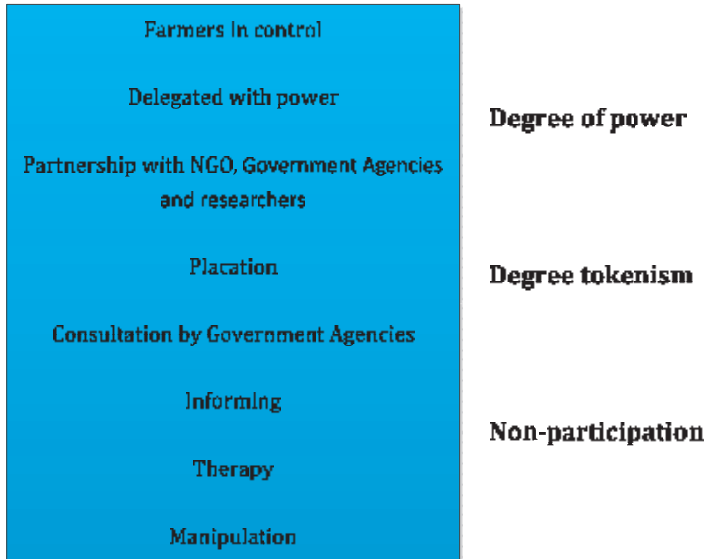 Farmers in control
Delegated with power
Degree of power
Partnership with NGO, Government Agencies
and researchers
Placation
Degree tokenism
Consultation by Government Agencies
Informing
Non-participation
Therapy
Manipulation